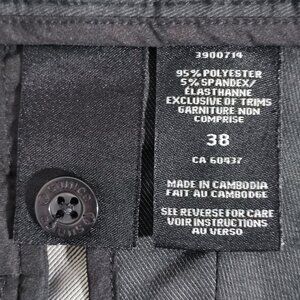 3900714
95% POLYESTER
5% SPANDEX/
ÉLASTHANNE
EXCLUSIVE OF TRIMS
GARNITURE NON
COMPRISE
38
CA 60437
MADE IN CAMBODIA
FAIT AU CAMBODGE
SEE REVERSE FOR CARE
VOIR INSTRUCTIONS
AU VERSO